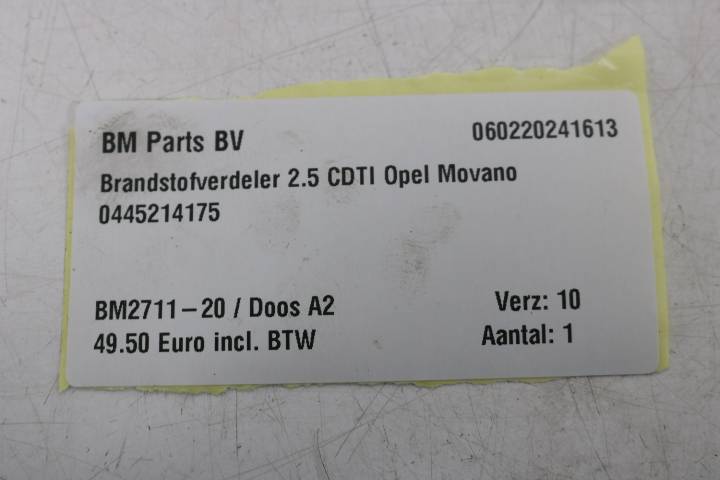 BM Parts BV 060220241613
Brandstofverdeler 2.5 CDTI Opel Movano
0445214175
BM2711-20 / Doos A2 Verz: 10
49.50 Euro incl. BTW Aantal: 1